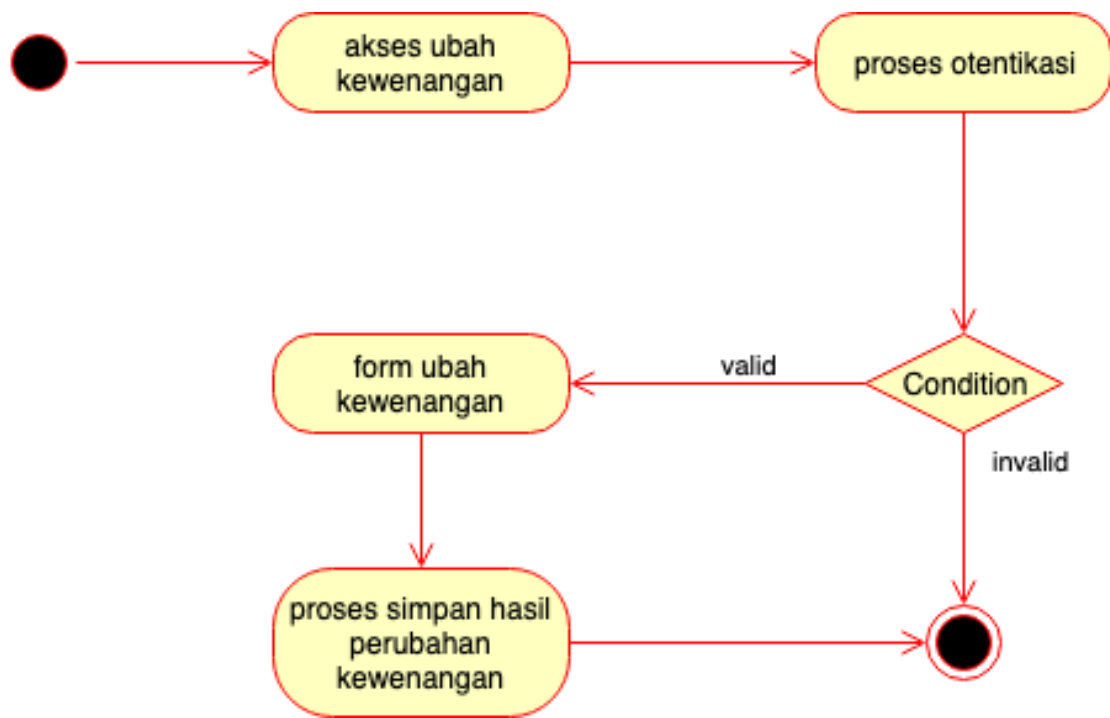 akses ubah
kewenangan
proses otentikasi
Condition
valid
invalid
form ubah
kewenangan
proses simpan hasil
perubahan
kewenangan